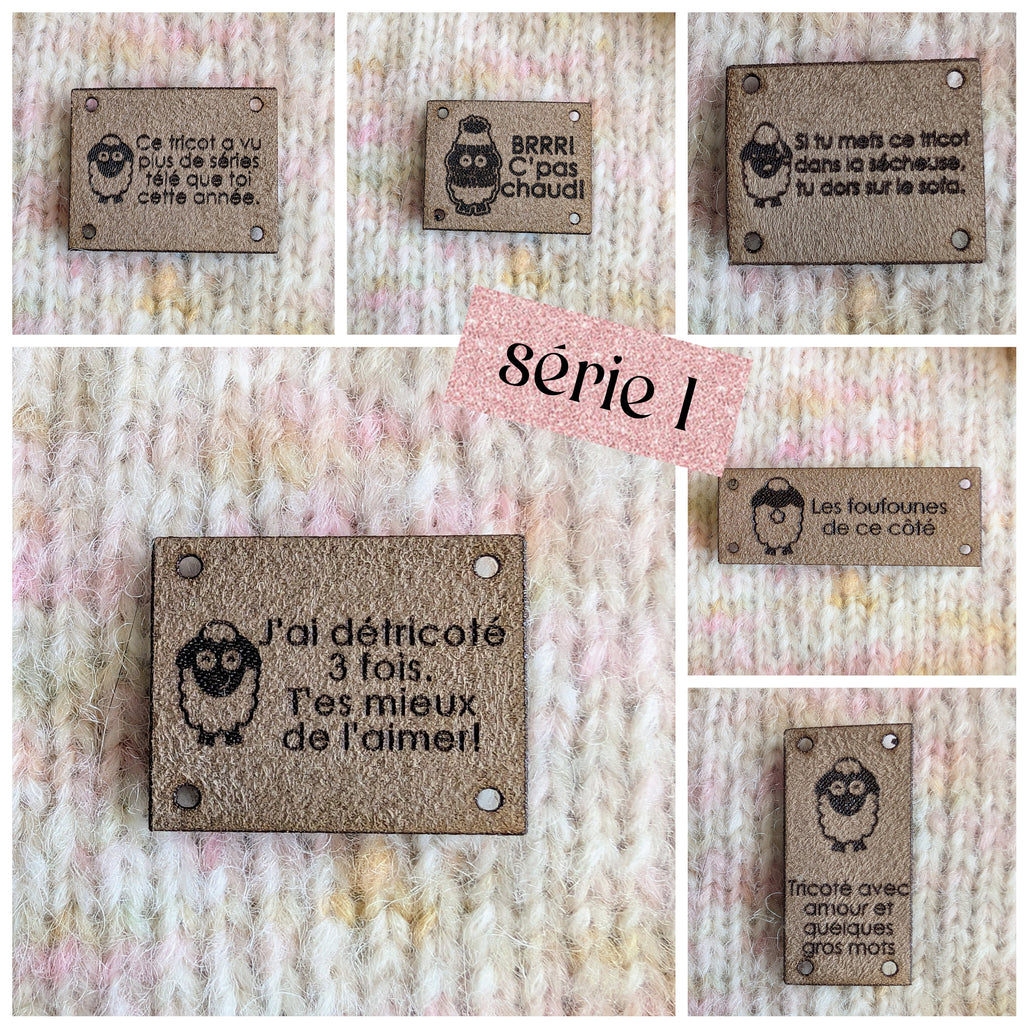 Ce tricot a vu
plus de séries
télé que toi
cette année.
BRRR!
C'pas
chaud!
Si tu mets ce tricot
dans la sécheuse,
tu dors sur le sofa.
série 1
J'ai détricoté
3 fois.
T'es mieux
de l'aimer!
Les foufounes
de ce côté
Tricoté avec
amour et
quelques
gros mots